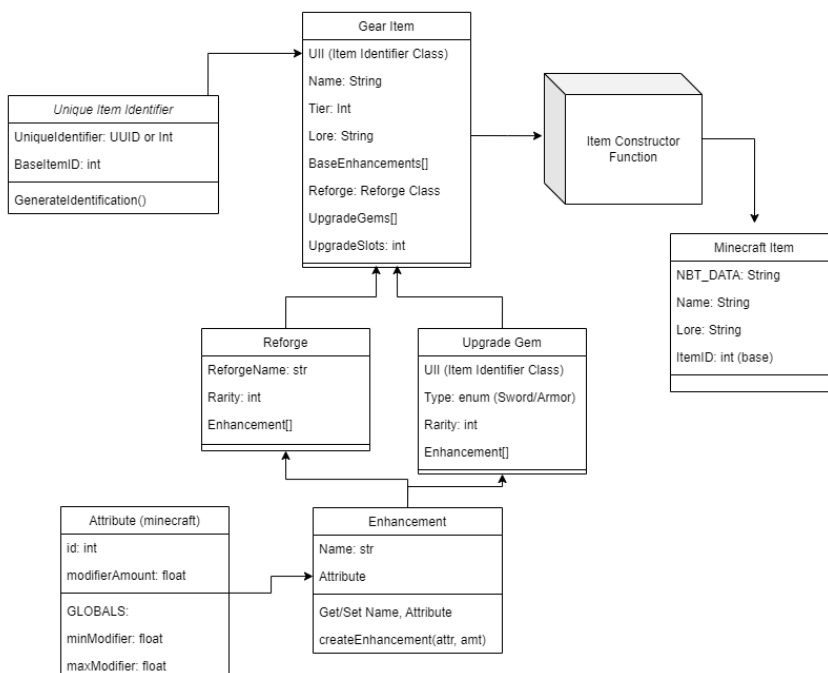 Gear Item
UII (Item Identifier Class)
Name: String
Tier: Int
Lore: String
BaseEnhancements[]
Reforge: Reforge Class
UpgradeGems[]
UpgradeSlots: int
Unique Item Identifier
UniqueIdentifier: UUID or Int
BaseItemID: int
GenerateIdentification()
Item Constructor
Function
Minecraft Item
NBT_DATA: String
Name: String
Lore: String
ItemID: int (base)
Reforge
ReforgeName: str
Rarity: int
Enhancement[]
Upgrade Gem
UII (Item Identifier Class)
Type: enum (Sword/Armor)
Rarity: int
Enhancement[]
Attribute (minecraft)
id: int
modifierAmount: float
GLOBALS:
minModifier: float
maxModifier: float
Enhancement
Name: str
Attribute
Get/Set Name, Attribute
createEnhancement(attr, amt)